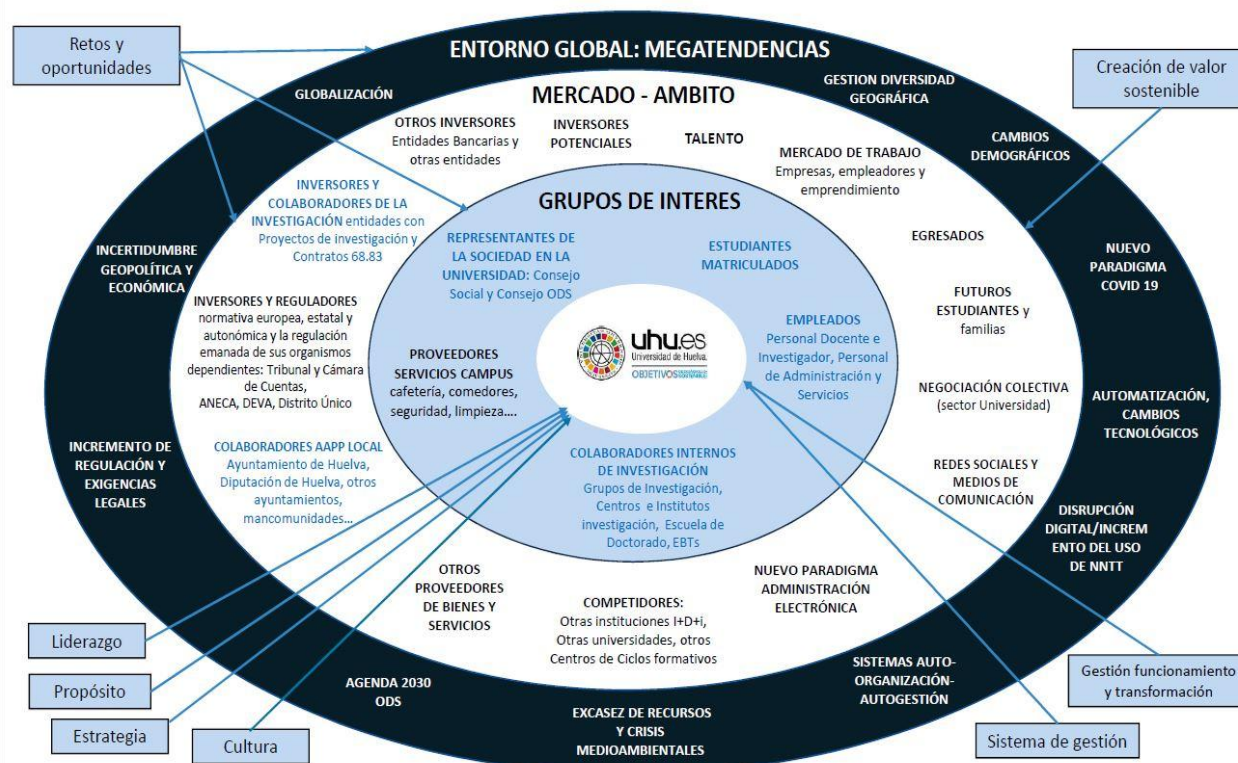 Retos y
oportunidades
ENTORNO GLOBAL: MEGATENDENCIAS
Creación de valor
sostenible
GLOBALIZACIÓN
GESTION DIVERSIDAD
GEOGRÁFICA
CAMBIOS
DEMOGRÁFICOS
NUEVO
PARADIGMA
COVID 19
AUTOMATIZACIÓN,
CAMBIOS
TECNOLÓGICOS
DISRUPCIÓN
DIGITAL/INCREM
ENTO DEL USO
DE NNTT
SISTEMAS AUTO-
ORGANIZACIÓN-
AUTOGESTIÓN
EXCASEZ DE RECURSOS
Y CRISIS
MEDIOAMBIENTALES
AGENDA 2030
ODS
INCREMENTO DE
REGULACIÓN Y
EXIGENCIAS
LEGALES
INCERTIDUMBRE
GEOPOLÍTICA Y
ECONÓMICA
MERCADO - AMBITO
OTROS INVERSORES
Entidades Bancarias y
otras entidades
INVERSORES
POTENCIALES
TALENTO
MERCADO DE TRABAJO
Empresas, empleadores y
emprendimiento
EGRESADOS
FUTUROS
ESTUDIANTES y
familias
NEGOCIACIÓN COLECTIVA
(sector Universidad)
REDES SOCIALES Y
MEDIOS DE
COMUNICACIÓN
NUEVO PARADIGMA
ADMINISTRACIÓN
ELECTRÓNICA
COMPETIDORES:
Otras instituciones I+D+i,
Otras universidades, otros
Centros de Ciclos formativos
OTROS
PROVEEDORES
DE BIENES Y
SERVICIOS
COLABORADORES AAPP LOCAL
Ayuntamiento de Huelva,
Diputación de Huelva, otros
ayuntamientos,
mancomunidades...
INVERSORES Y REGULADORES
normativa europea, estatal y
autonómica y la regulación
emanada de sus organismos
dependientes: Tribunal y Cámara
de Cuentas,
ANECA, DEVA, Distrito Único
INVERSORES Y
COLABORADORES DE LA
INVESTIGACIÓN entidades con
Proyectos de investigación y
Contratos 68.83
GRUPOS DE INTERES
REPRESENTANTES DE
LA SOCIEDAD EN LA
UNIVERSIDAD: Consejo
Social y Consejo ODS
ESTUDIANTES
MATRICULADOS
EMPLEADOS
Personal Docente e
Investigador, Personal
de Administración y
Servicios
PROVEEDORES
SERVICIOS CAMPUS
cafetería, comedores,
seguridad, limpieza....
COLABORADORES INTERNOS
DE INVESTIGACIÓN
Grupos de Investigación,
Centros e Institutos
investigación, Escuela de
Doctorado, EBTs
uhu.es
Universidad de Huelva.
OBJETIVOS
Liderazgo
Propósito
Estrategia
Cultura
Sistema de gestión
Gestión funcionamiento
y transformación